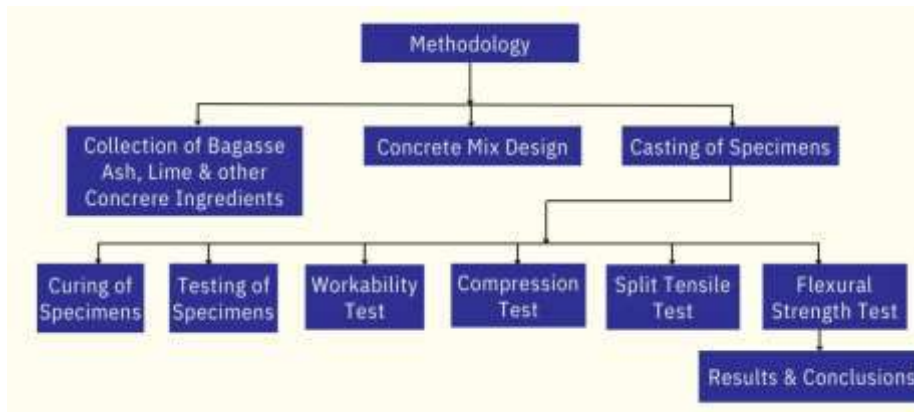 Methodology
Collection of Bagasse
Ash, Lime & other
Concrere Ingredients
Concrete Mix Design
Casting of Specimens
Curing of
Specimens
Testing of
Specimens
Workability
Test
Compression
Test
Split Tensile
Test
Flexural
Strength Test
Results & Conclusions